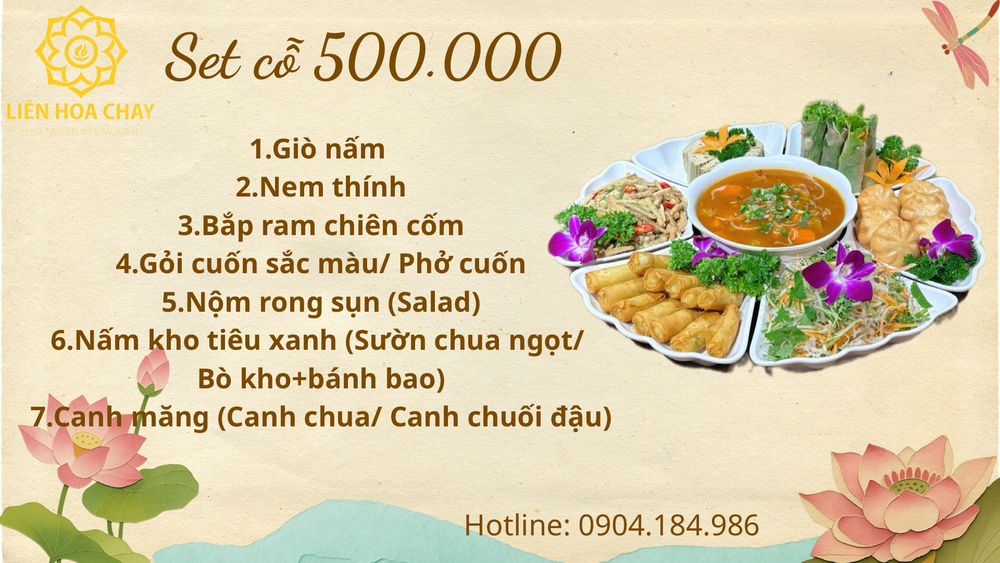 LIÊN HOA CHAY
Set cỗ 500.000
1.Giò nấm
2.Nem thính
3.Bắp ram chiên cốm
4.Gỏi cuốn sắc màu/ Phở cuốn
5.Nộm rong sụn (Salad)
6.Nấm kho tiêu xanh (Sườn chua ngọt/
Bò kho+bánh bao)
7.Canh măng (Canh chua/ Canh chuối đậu)
Hotline: 0904.184.986